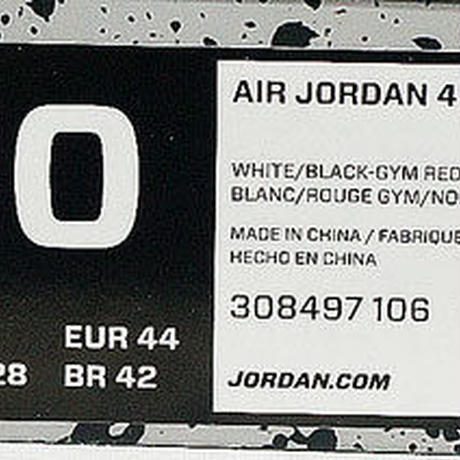 AIR JORDAN 4
WHITE/BLACK-GYM RED
BLANC/ROUGE GYM/NO
MADE IN CHINA / FABRIQUE
HECHO EN CHINA
308497 106
JORDAN.COM
0
EUR 44
28 BR 42